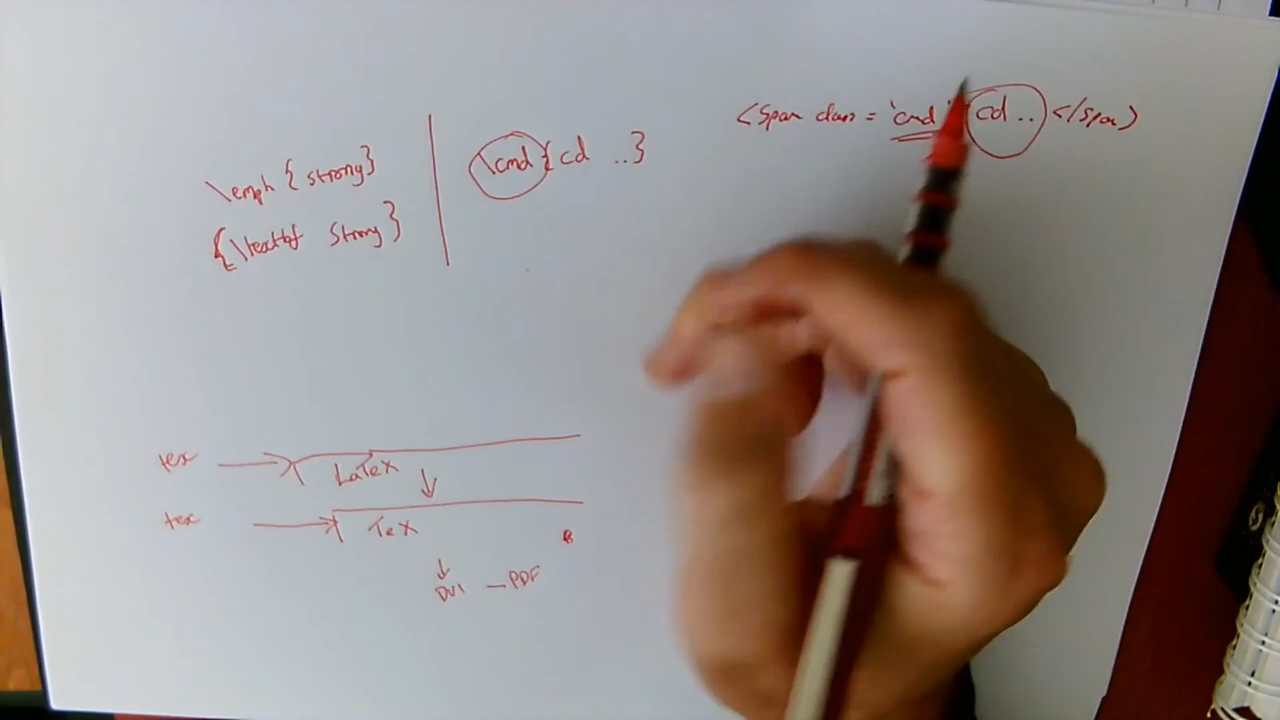 <span class = 'cmd' cd .. </span>
\cmd{cd ..}
\emph{strong}
{\textbf strong}
tex LaTeX
tex TeX
DVI - PDF